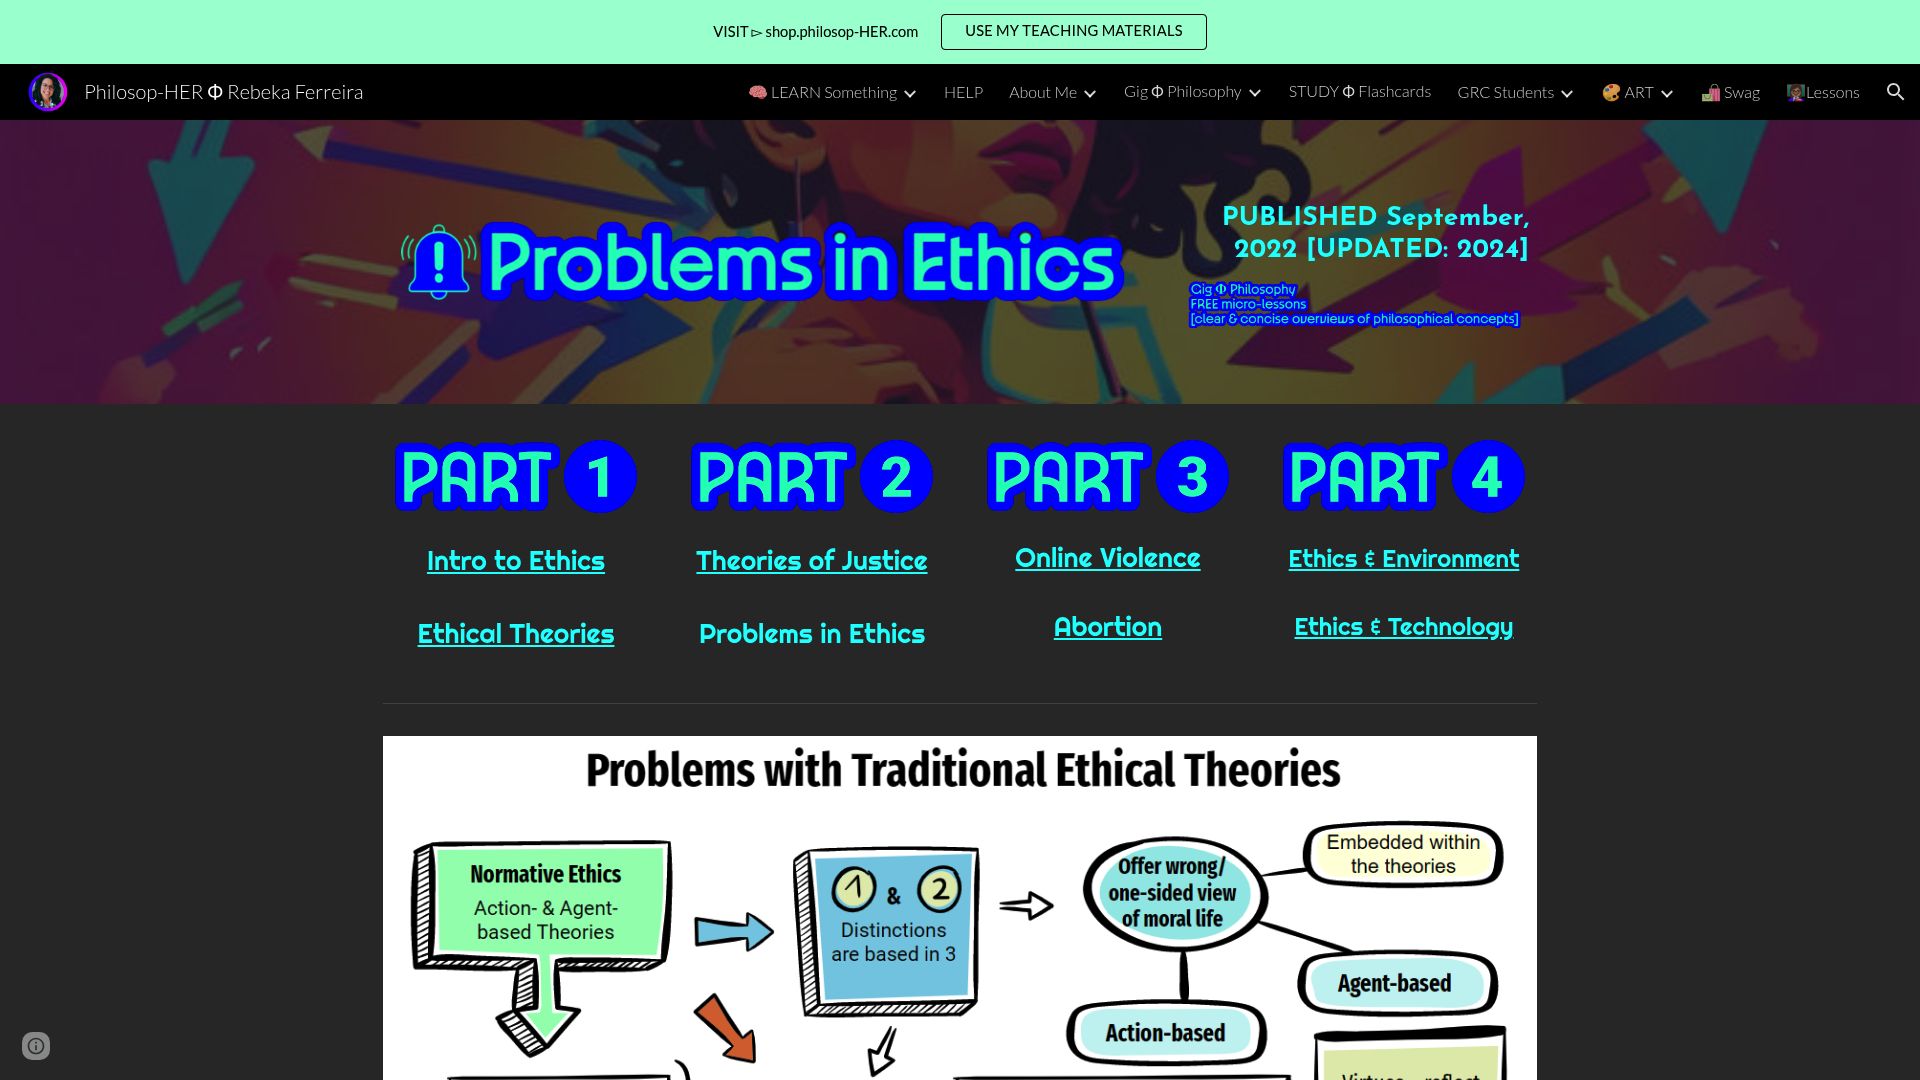 VISIT ▻ shop.philosop-HER.com
USE MY TEACHING MATERIALS
Philosop-HER Φ Rebeka Ferreira
🧠 LEARN Something
HELP
About Me
Gig Φ Philosophy
STUDY Φ Flashcards
GRC Students
🎨 ART
🛍️ Swag
👩🏽‍🏫Lessons
Problems in Ethics
PUBLISHED September,
2022 [UPDATED: 2024]
Gig Φ Philosophy
FREE micro-lessons
[clear & concise overviews of philosophical concepts]
PART 1
PART 2
PART 3
PART 4
Intro to Ethics
Theories of Justice
Online Violence
Ethics & Environment
Ethical Theories
Problems in Ethics
Abortion
Ethics & Technology
Problems with Traditional Ethical Theories
Normative Ethics
Action- & Agent-
based Theories
1 & 2
Distinctions
are based in 3
Offer wrong/
one-sided view
of moral life
Embedded within
the theories
Agent-based
Action-based